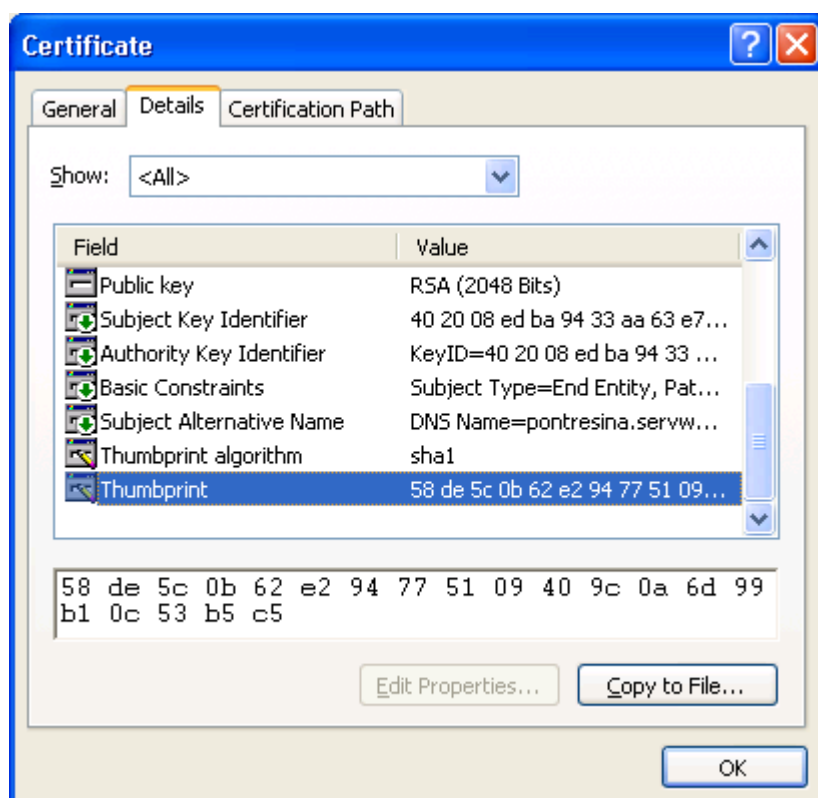 Certificate
General Details Certification Path
Show: <All>
Field Value
Public key RSA (2048 Bits)
Subject Key Identifier 40 20 08 ed ba 94 33 aa 63 e7...
Authority Key Identifier KeyID=40 20 08 ed ba 94 33 ...
Basic Constraints Subject Type=End Entity, Pat...
Subject Alternative Name DNS Name=pontresina.servw...
Thumbprint algorithm sha1
Thumbprint 58 de 5c 0b 62 e2 94 77 51 09...
58 de 5c 0b 62 e2 94 77 51 09 40 9c 0a 6d 99
b1 0c 53 b5 c5
Edit Properties... Copy to File...
OK